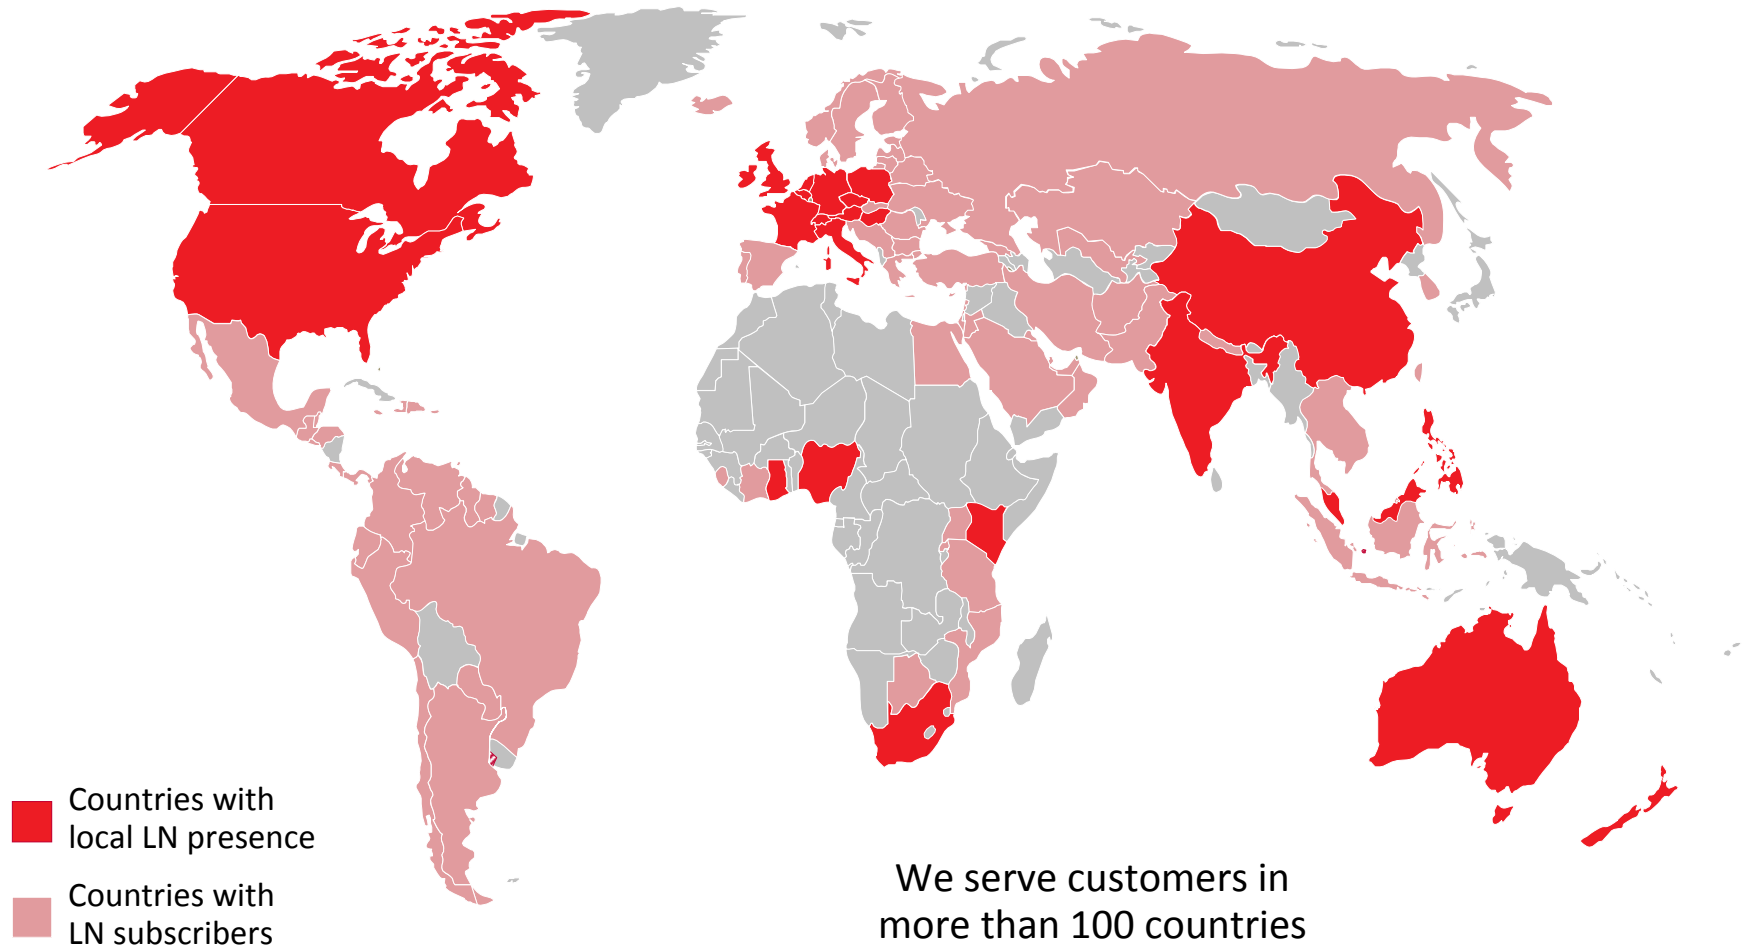 Countries with
local LN presence
Countries with
LN subscribers
We serve customers in
more than 100 countries